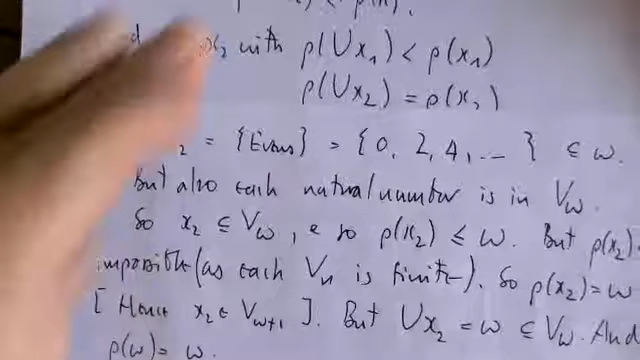 x₂ with ρ(∪x₁) < ρ(x₁)
ρ(∪x₂) = ρ(x₂)
₂ = {Evens} = {0, 2, 4, ... } ⊆ ω.
But also each natural number is in V_ω.
So x₂ ⊆ V_ω, so ρ(x₂) ≤ ω. But ρ(x₂)
impossible (as each V_n is finite). So ρ(x₂) = ω
[Hence x₂ ∈ V_ω+1]. But ∪x₂ = ω ⊆ V_ω. And
ρ(ω) = ω.